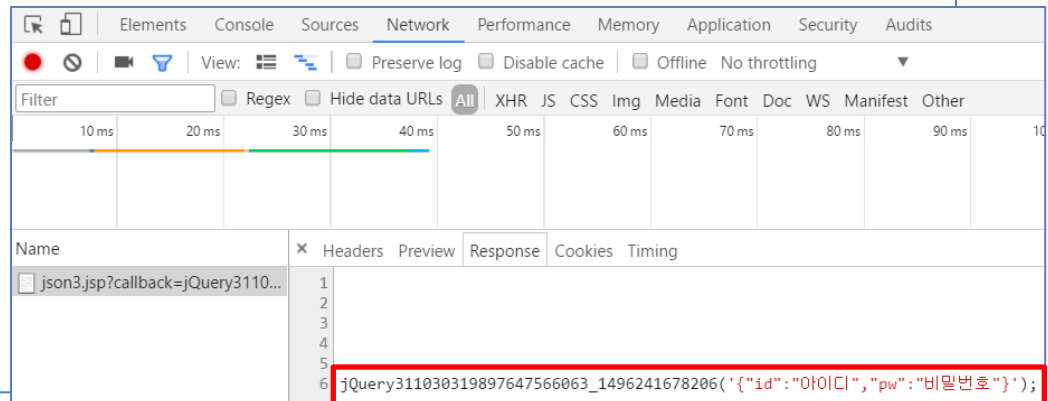 Elements Console Sources Network Performance Memory Application Security Audits
View: Preserve log Disable cache Offline No throttling ▼
Filter Regex Hide data URLs All XHR JS CSS Img Media Font Doc WS Manifest Other
10 ms 20 ms 30 ms 40 ms 50 ms 60 ms 70 ms 80 ms 90 ms 10
Name × Headers Preview Response Cookies Timing
json3.jsp?callback=jQuery3110... 1
2
3
4
5
6 jQuery311030319897647566063_1496241678206('{"id":"아이디","pw":"비밀번호"}');